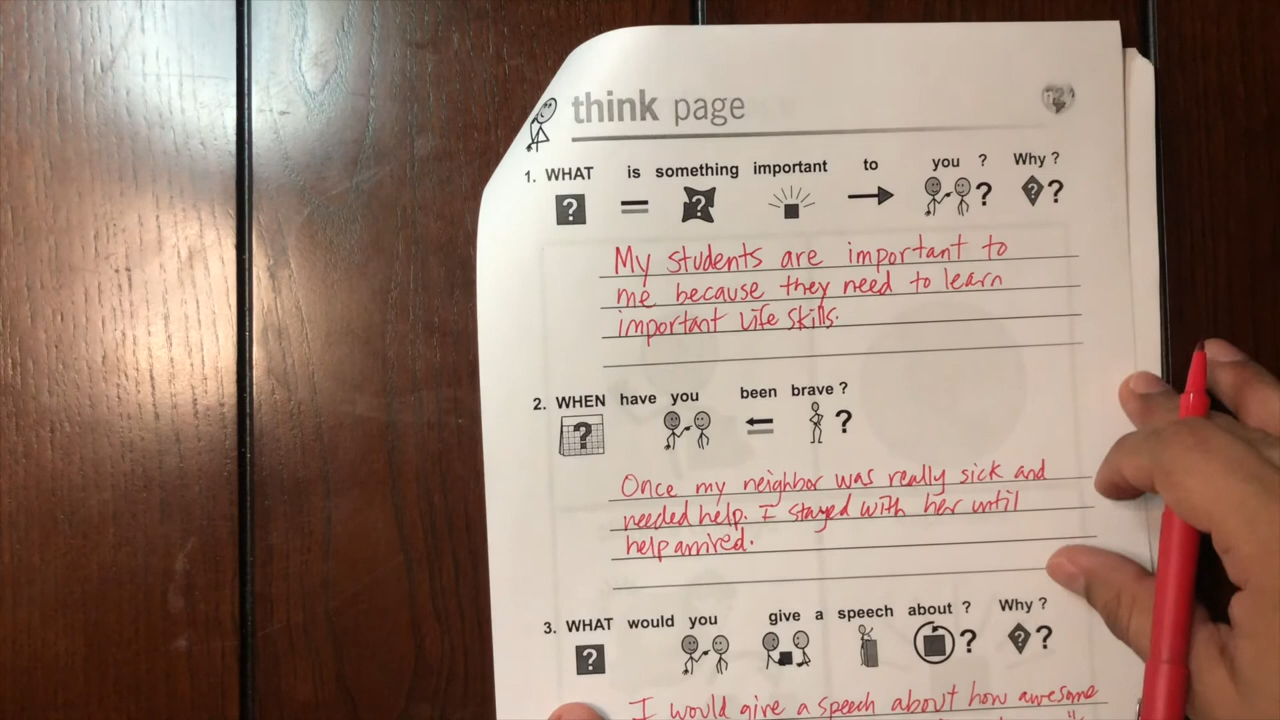 think page
1. WHAT is something important to you ? Why ?
? ? ? ? ?
My students are important to
me because they need to learn
important life skills.
2. WHEN have you been brave ?
? ?
Once my neighbor was really sick and
needed help. I stayed with her until
help arrived.
3. WHAT would you give a speech about ? Why ?
? ? ? ?
I would give a speech about how awesome